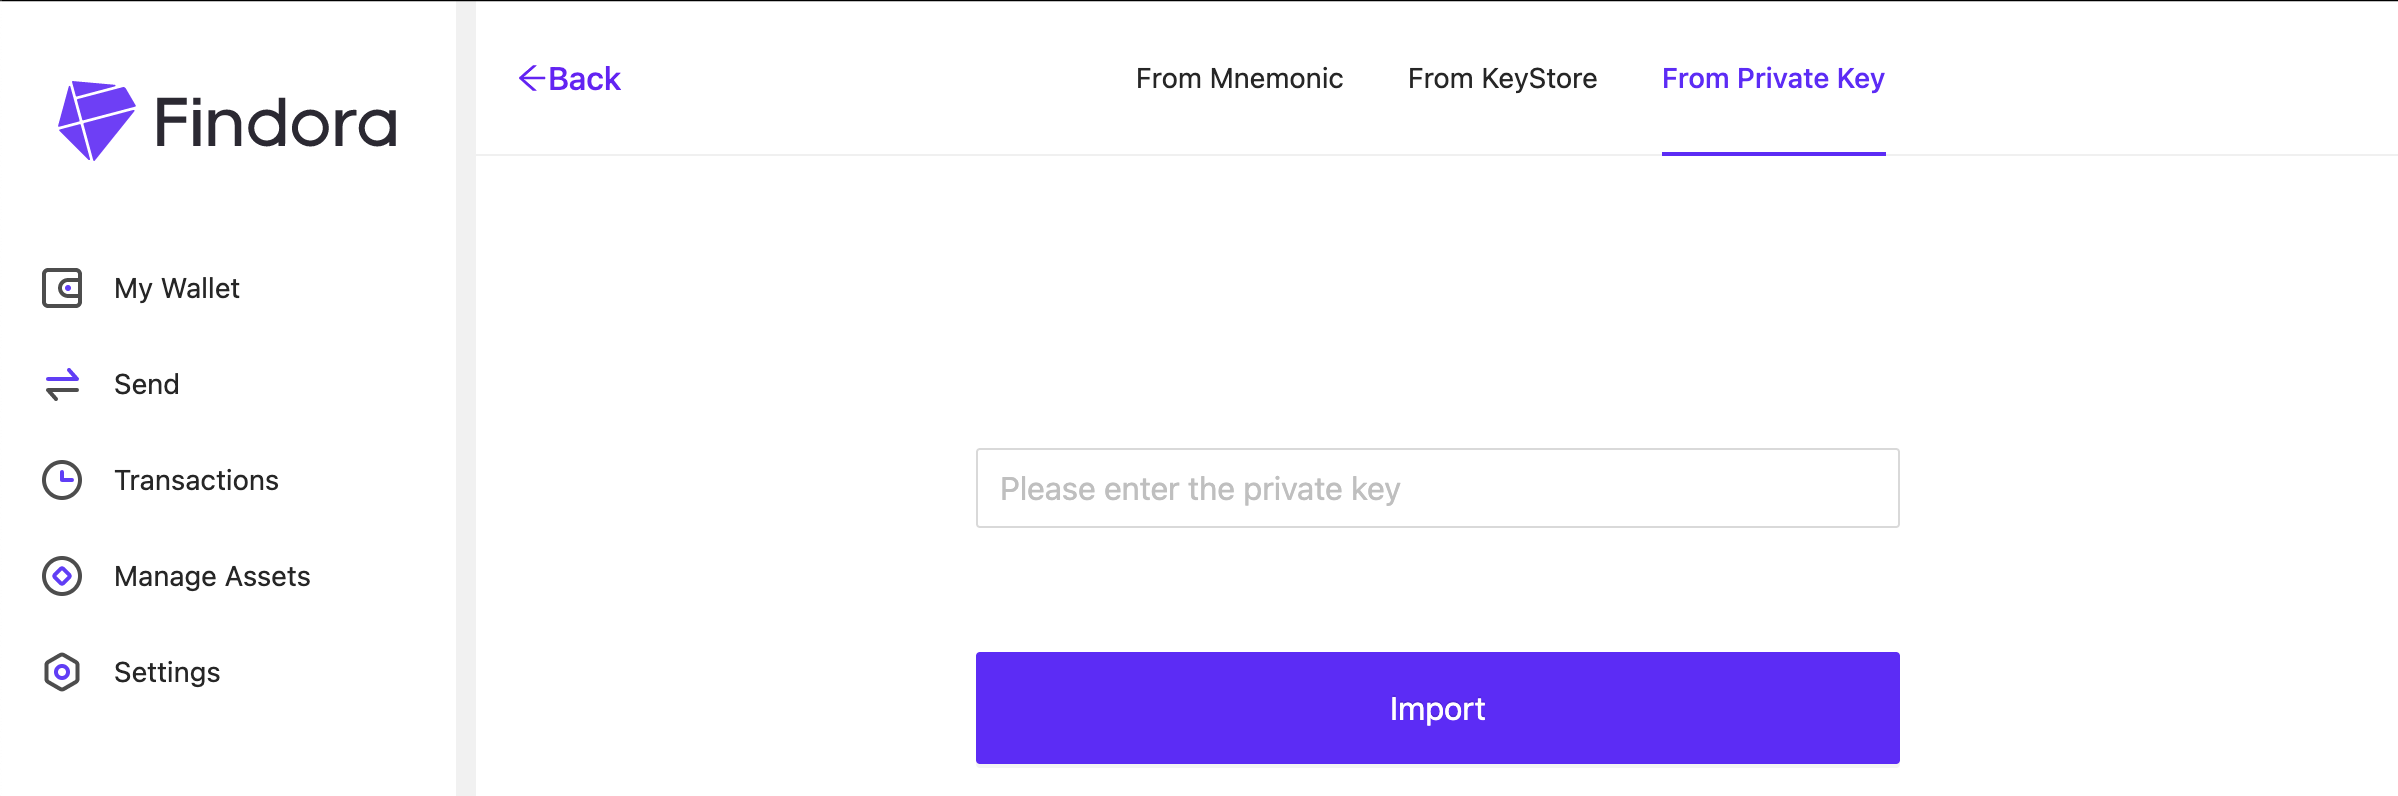 Findora
My Wallet
Send
Transactions
Manage Assets
Settings
Back
From Mnemonic
From KeyStore
From Private Key
Please enter the private key
Import